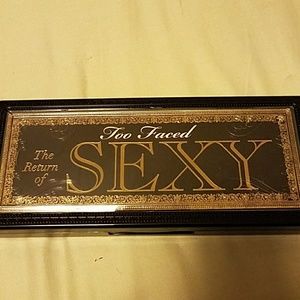 Too Faced
The
Return
of
SEXY